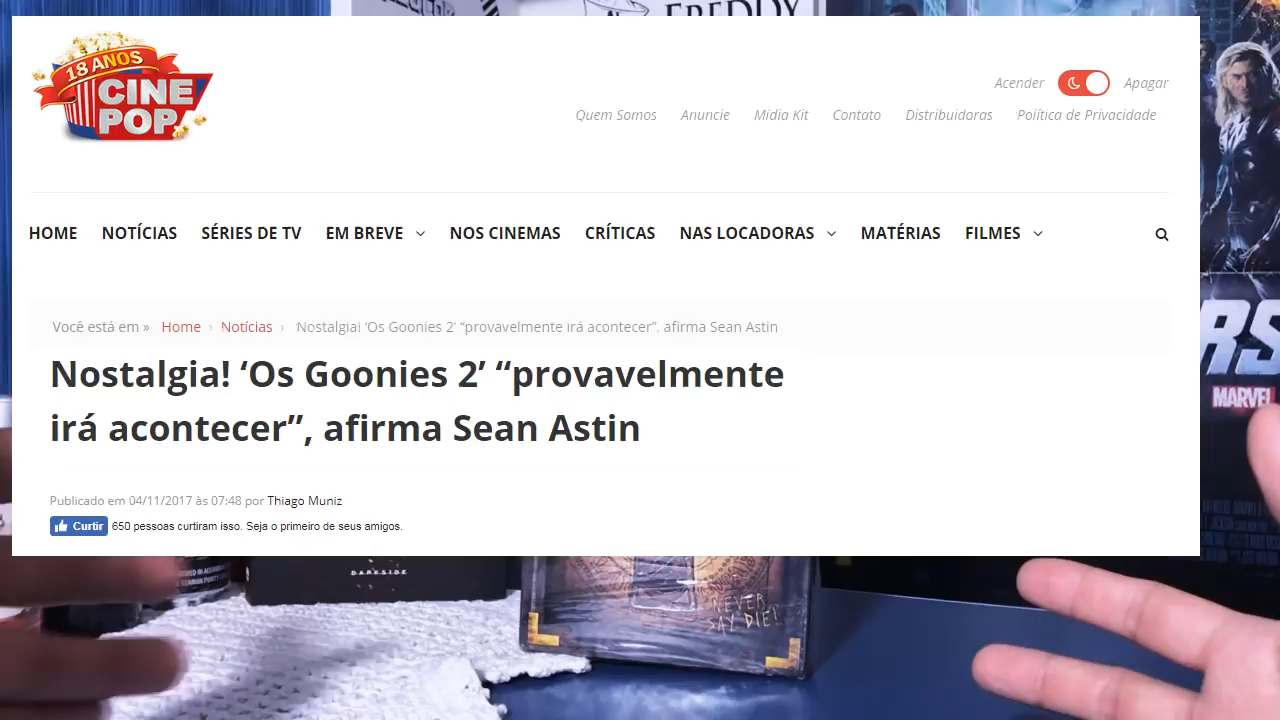 FREDDY
18 ANOS
CINE
POP
Acender Apagar
Quem Somos Anuncie Mídia Kit Contato Distribuidoras Política de Privacidade
HOME NOTÍCIAS SÉRIES DE TV EM BREVE NOS CINEMAS CRÍTICAS NAS LOCADORAS MATÉRIAS FILMES
Você está em » Home › Notícias › Nostalgia! ‘Os Goonies 2’ “provavelmente irá acontecer”, afirma Sean Astin
Nostalgia! ‘Os Goonies 2’ “provavelmente
irá acontecer”, afirma Sean Astin
Publicado em 04/11/2017 às 07:48 por Thiago Muniz
Curtir 650 pessoas curtiram isso. Seja o primeiro de seus amigos.
RS
MARVEL
DARKSIDE
NEVER
SAY DIE!